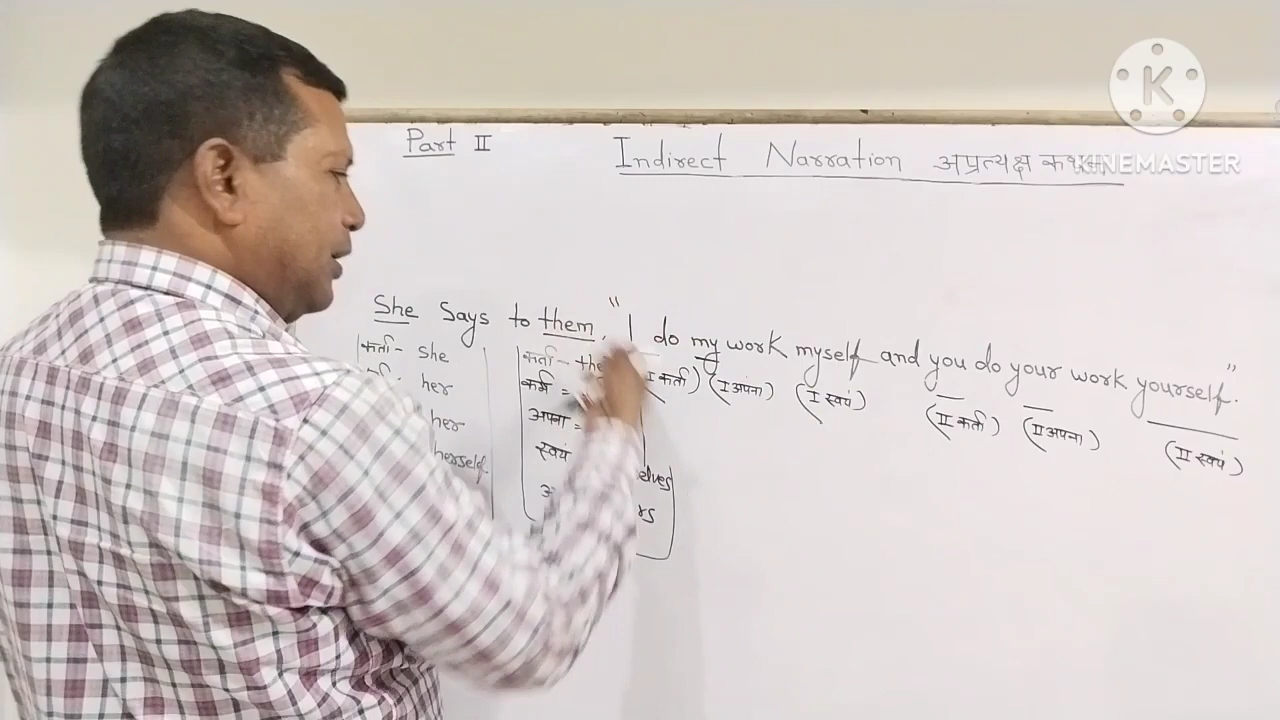 K
KINEMASTER
Part II
Indirect Narration अप्रत्यक्ष
She Says to them, "I do my work myself and you do your work yourself."
कर्ता - she
her
her
herself
कर्ता -
कर्म =
अपना =
स्वयं
(I अपना)
(I स्वयं)
(II कर्ता)
(II अपना)
(II स्वयं)